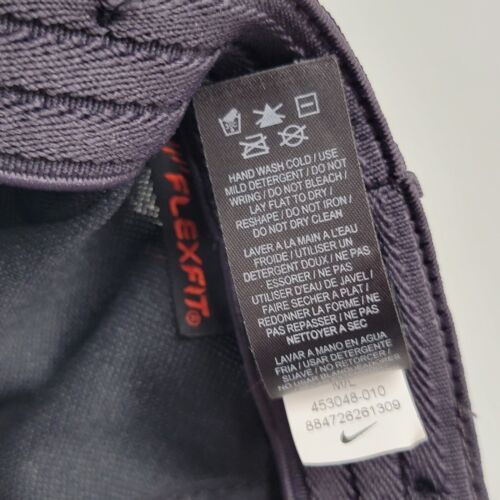 HAND WASH COLD / USE
MILD DETERGENT / DO NOT
WRING / DO NOT BLEACH /
LAY FLAT TO DRY /
RESHAPE / DO NOT IRON /
DO NOT DRY CLEAN
LAVER A LA MAIN A L'EAU
FROIDE / UTILISER UN
DETERGENT DOUX / NE PAS
ESSORER / NE PAS
UTILISER D'EAU DE JAVEL /
FAIRE SECHER A PLAT /
REDONNER LA FORME / NE
PAS REPASSER / NE PAS
NETTOYER A SEC
LAVAR A MANO EN AGUA
FRIA / USAR DETERGENTE
SUAVE / NO RETORCER /
M/L
453048-010
884726261309
FLEXFIT®